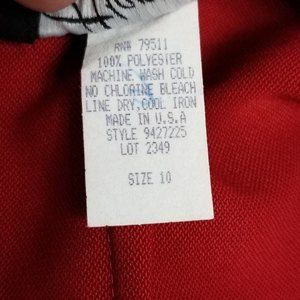 RN# 79511
100% POLYESTER
MACHINE WASH COLD
NO CHLORINE BLEACH
LINE DRY,COOL IRON
MADE IN U.S.A
STYLE 9427225
LOT 2349
SIZE 10